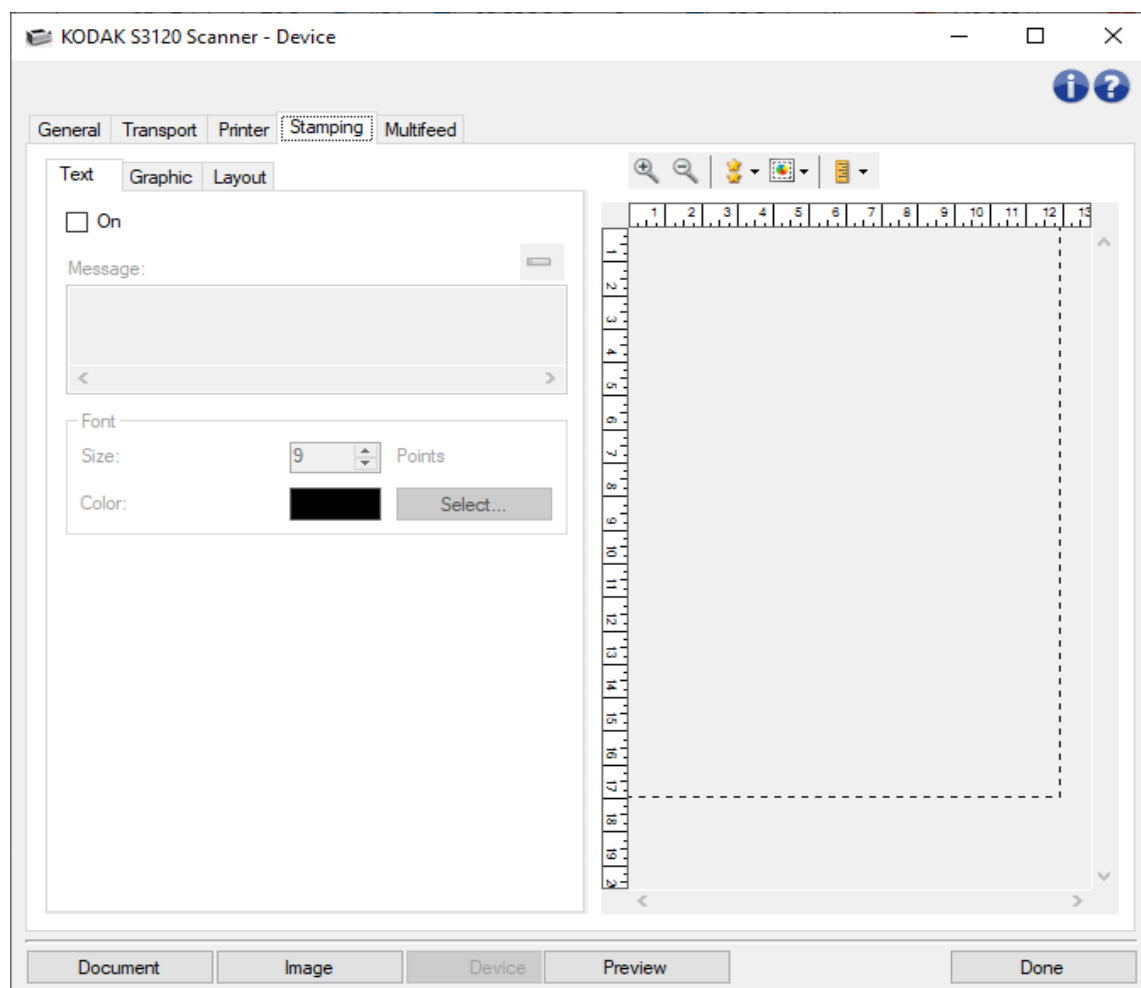 KODAK S3120 Scanner - Device
General Transport Printer Stamping Multifeed
Text Graphic Layout
On
Message:
Font
Size: 9 Points
Color: Select...
1 2 3 4 5 6 7 8 9 10 11 12 13
1
2
3
4
5
6
7
8
9
10
11
12
13
14
15
16
17
18
19
Document Image Device Preview Done